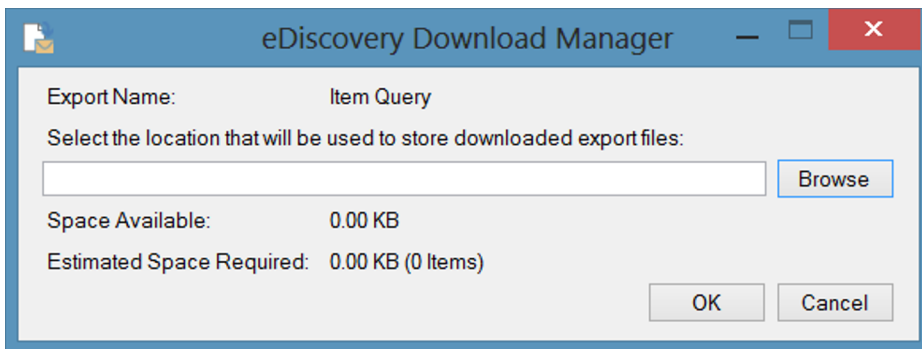 eDiscovery Download Manager
Export Name: Item Query
Select the location that will be used to store downloaded export files:
Browse
Space Available: 0.00 KB
Estimated Space Required: 0.00 KB (0 Items)
OK Cancel